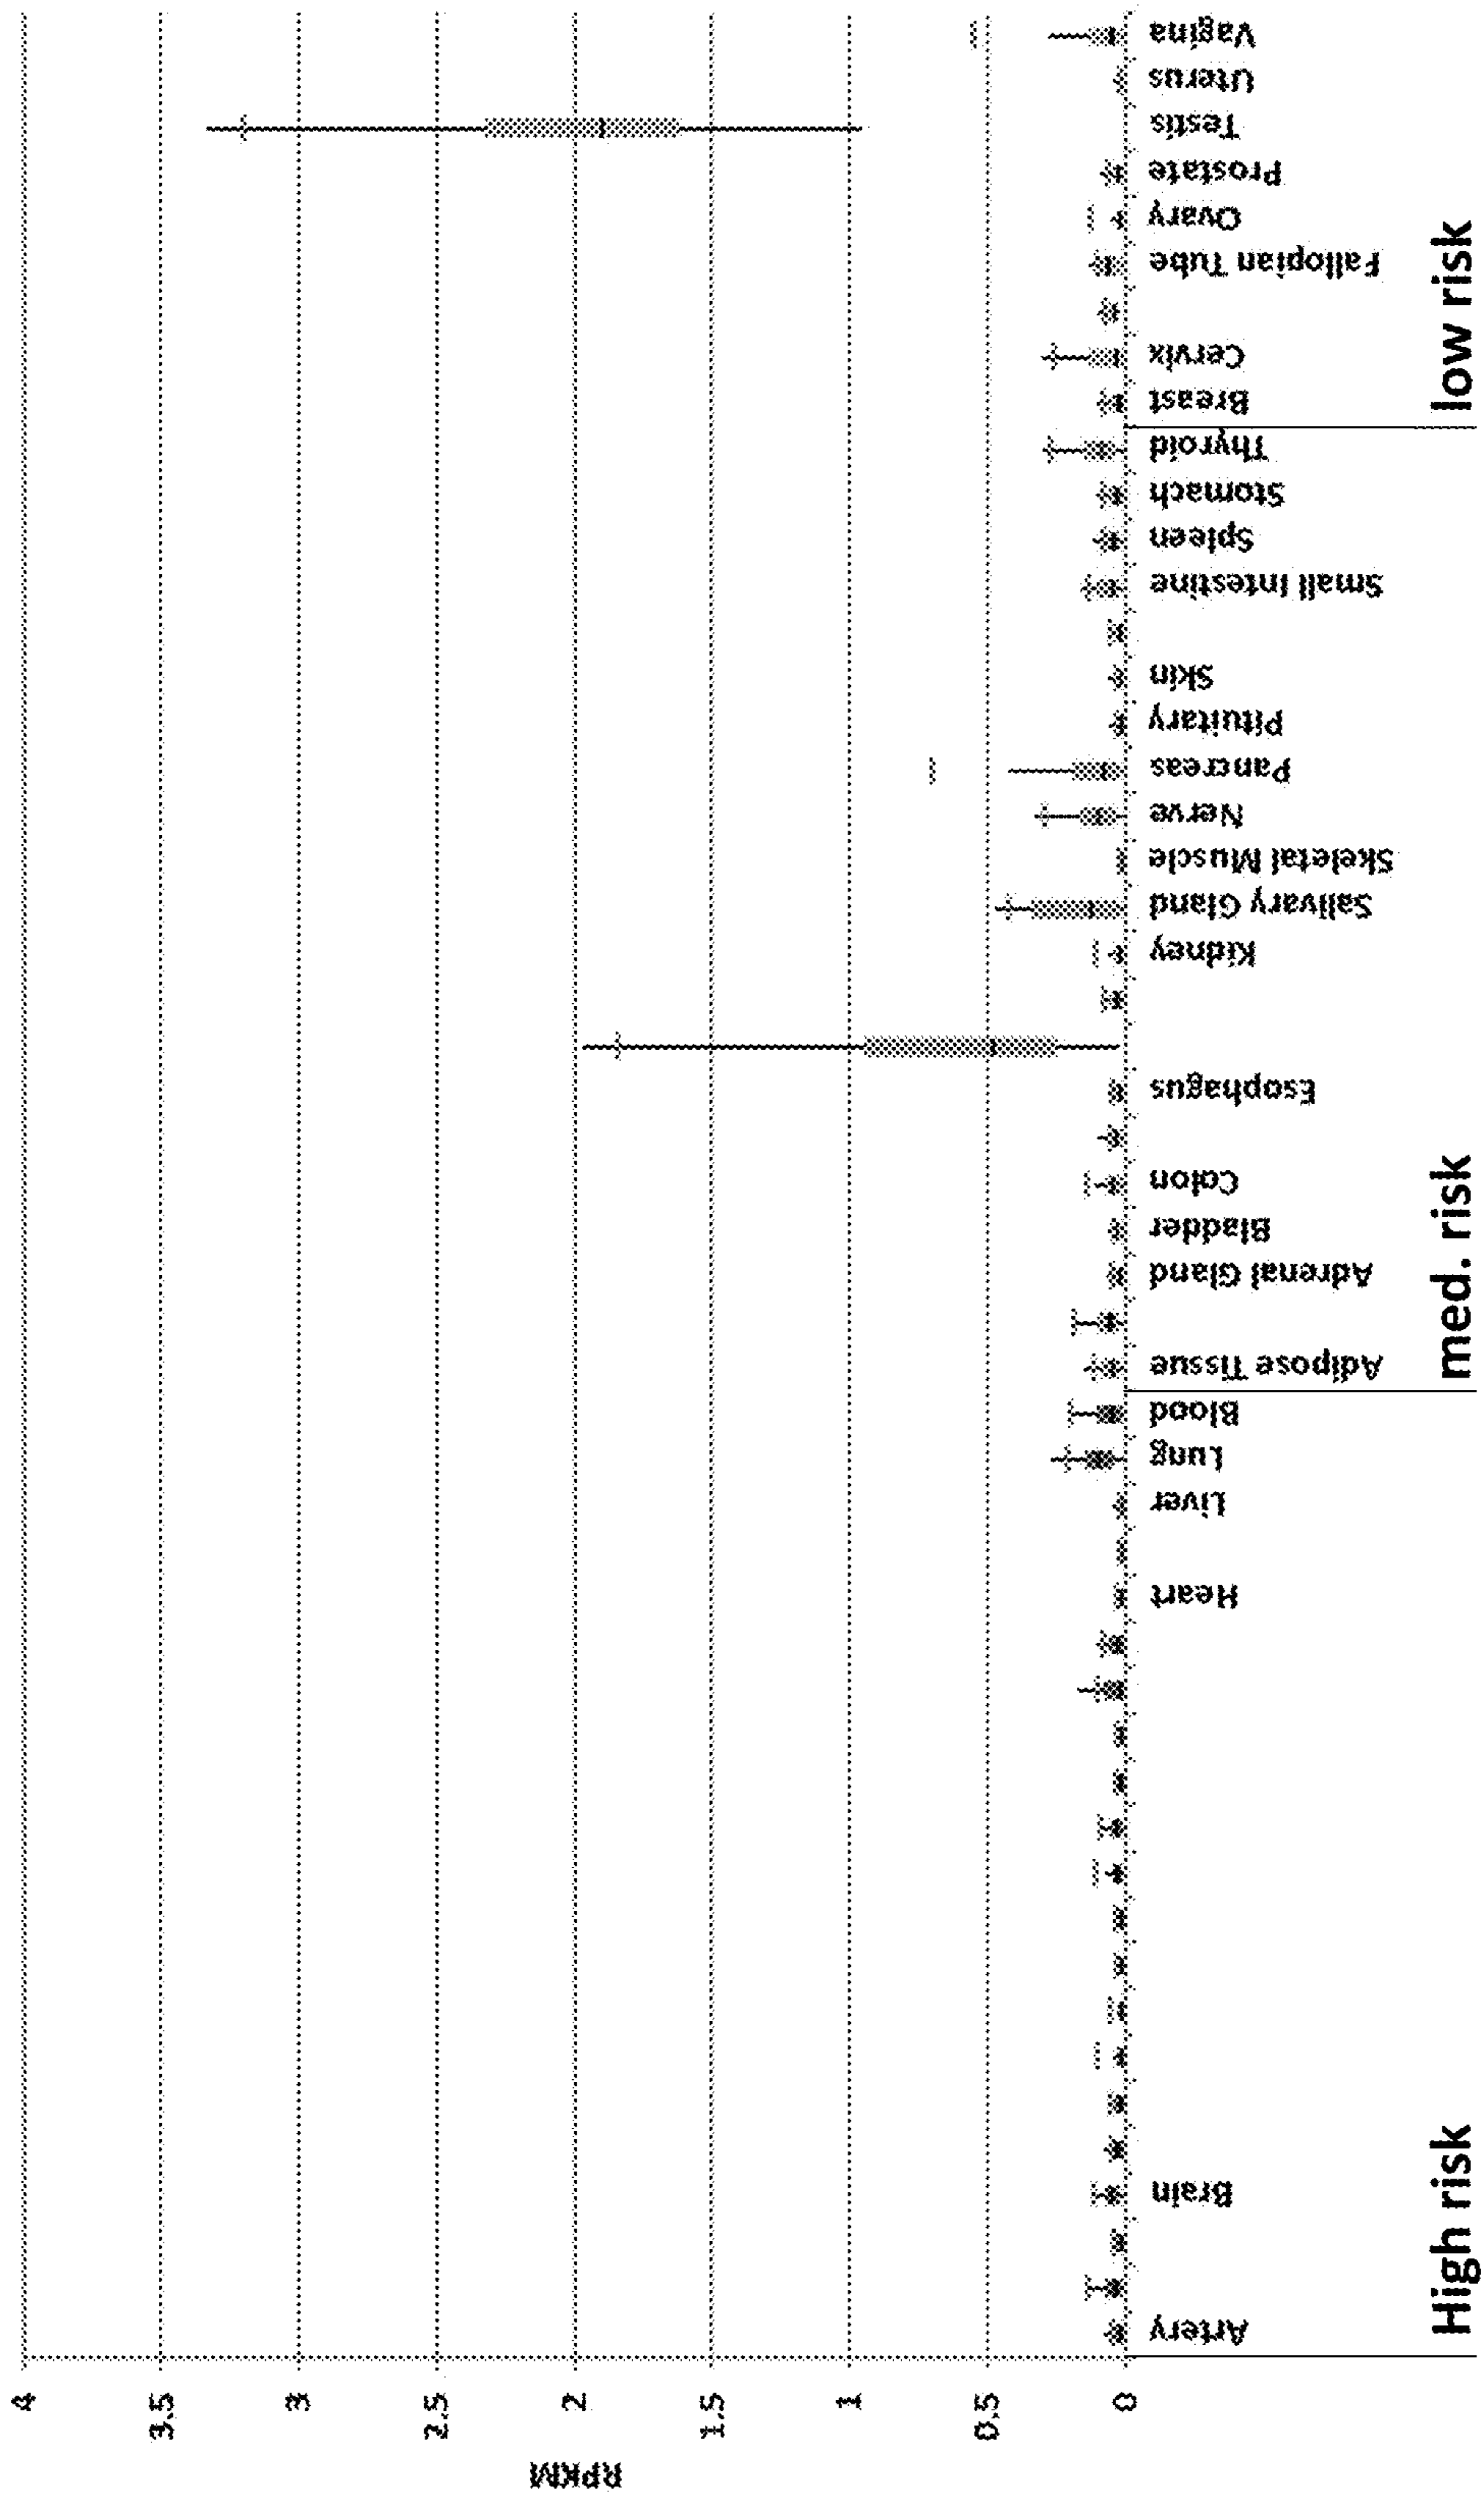 RPKM
4
3.5
3
2.5
2
1.5
1
0.5
0
Artery
Brain
Heart
Liver
Lung
Blood
Adipose Tissue
Adrenal Gland
Bladder
Colon
Esophagus
Kidney
Salivary Gland
Skeletal Muscle
Nerve
Pancreas
Pituitary
Skin
Small Intestine
Spleen
Stomach
Thyroid
Breast
Cervix
Fallopian Tube
Ovary
Prostate
Testis
Uterus
Vagina
High risk
med. risk
low risk